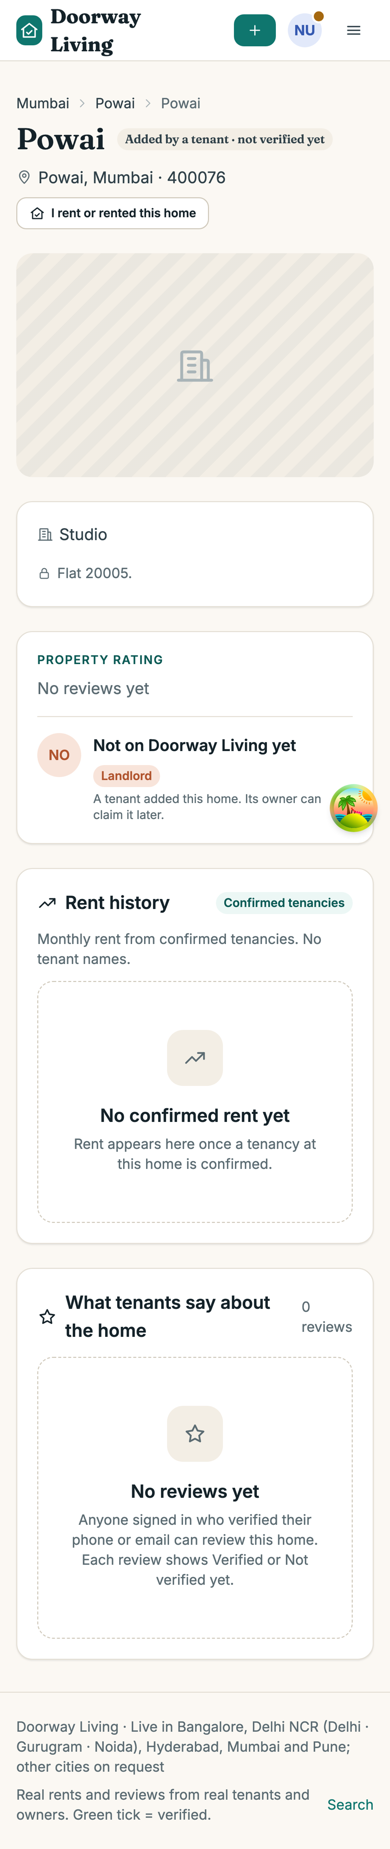 Doorway
Living
NU
Mumbai > Powai > Powai
Powai
Added by a tenant · not verified yet
Powai, Mumbai · 400076
I rent or rented this home
Studio
Flat 20005.
PROPERTY RATING
No reviews yet
NO
Not on Doorway Living yet
Landlord
A tenant added this home. Its owner can
claim it later.
Rent history
Confirmed tenancies
Monthly rent from confirmed tenancies. No
tenant names.
No confirmed rent yet
Rent appears here once a tenancy at
this home is confirmed.
What tenants say about
the home
0
reviews
No reviews yet
Anyone signed in who verified their
phone or email can review this home.
Each review shows Verified or Not
verified yet.
Doorway Living · Live in Bangalore, Delhi NCR (Delhi ·
Gurugram · Noida), Hyderabad, Mumbai and Pune;
other cities on request
Real rents and reviews from real tenants and
owners. Green tick = verified.
Search